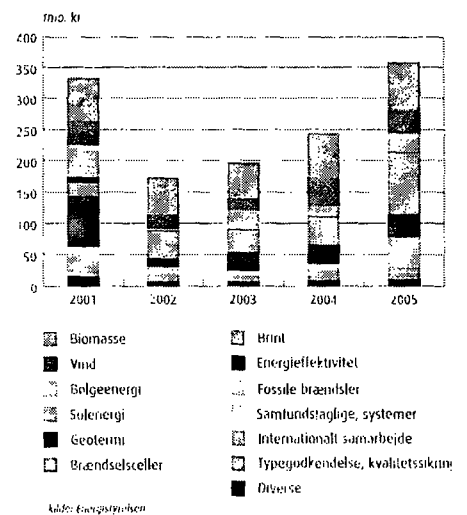 mio. kr
400
350
300
250
200
150
100
50
0
2001 2002 2003 2004 2005
Biomasse
Vind
Bølgeenergi
Solenergi
Geotermi
Brændselsceller
Brint
Energieffektivitet
Fossile brændsler
Samfundsfaglige, systemer
Internationalt samarbejde
Typegodkendelse, kvalitetssikring
Diverse
Kilde: Energistyrelsen